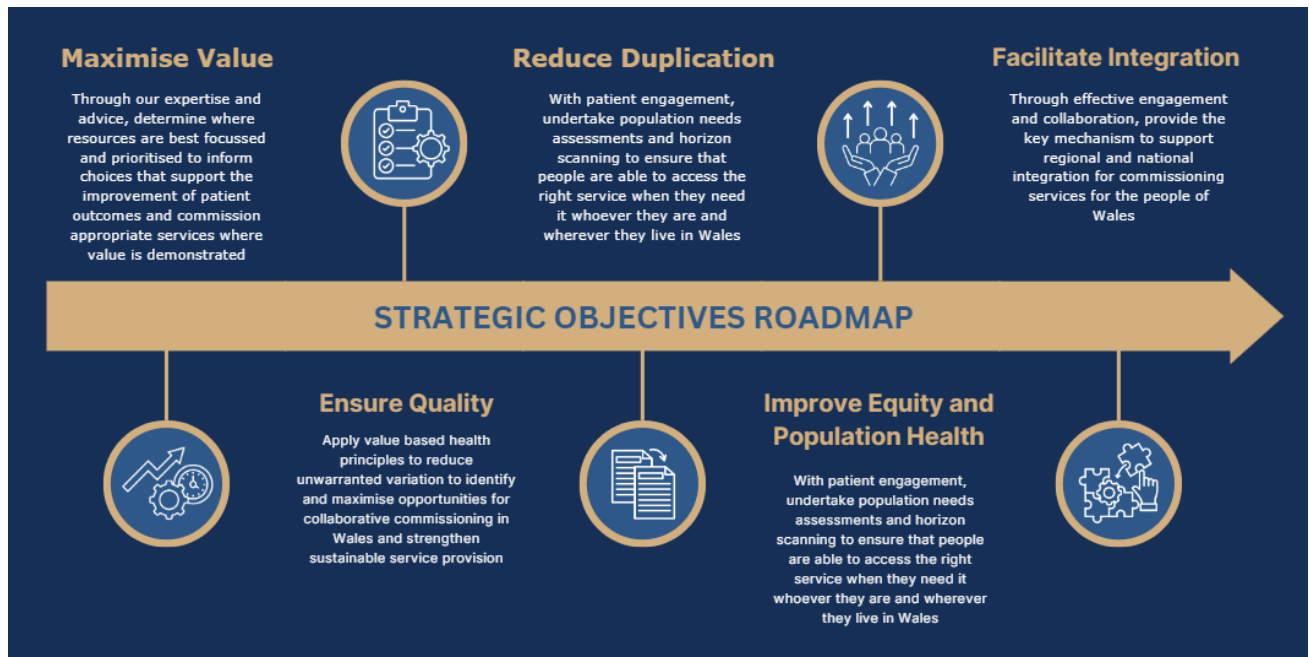 Maximise Value
Through our expertise and
advice, determine where
resources are best focussed
and prioritised to inform
choices that support the
improvement of patient
outcomes and commission
appropriate services where
value is demonstrated
Reduce Duplication
With patient engagement,
undertake population needs
assessments and horizon
scanning to ensure that
people are able to access the
right service when they need
it whoever they are and
wherever they live in Wales
Facilitate Integration
Through effective engagement
and collaboration, provide the
key mechanism to support
regional and national
integration for commissioning
services for the people of
Wales
STRATEGIC OBJECTIVES ROADMAP
Ensure Quality
Apply value based health
principles to reduce
unwarranted variation to identify
and maximise opportunities for
collaborative commissioning in
Wales and strengthen
sustainable service provision
Improve Equity and
Population Health
With patient engagement,
undertake population needs
assessments and horizon
scanning to ensure that people
are able to access the right
service when they need it
whoever they are and wherever
they live in Wales